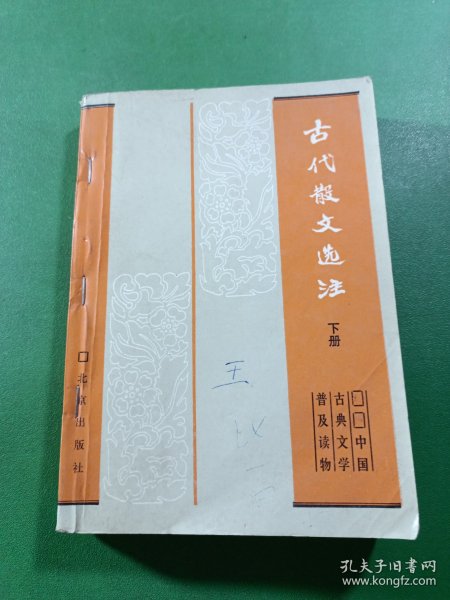 古代散文选注
下册
中国
古典文学
普及读物
北京出版社
王
孔夫子旧书网
www.kongfz.com